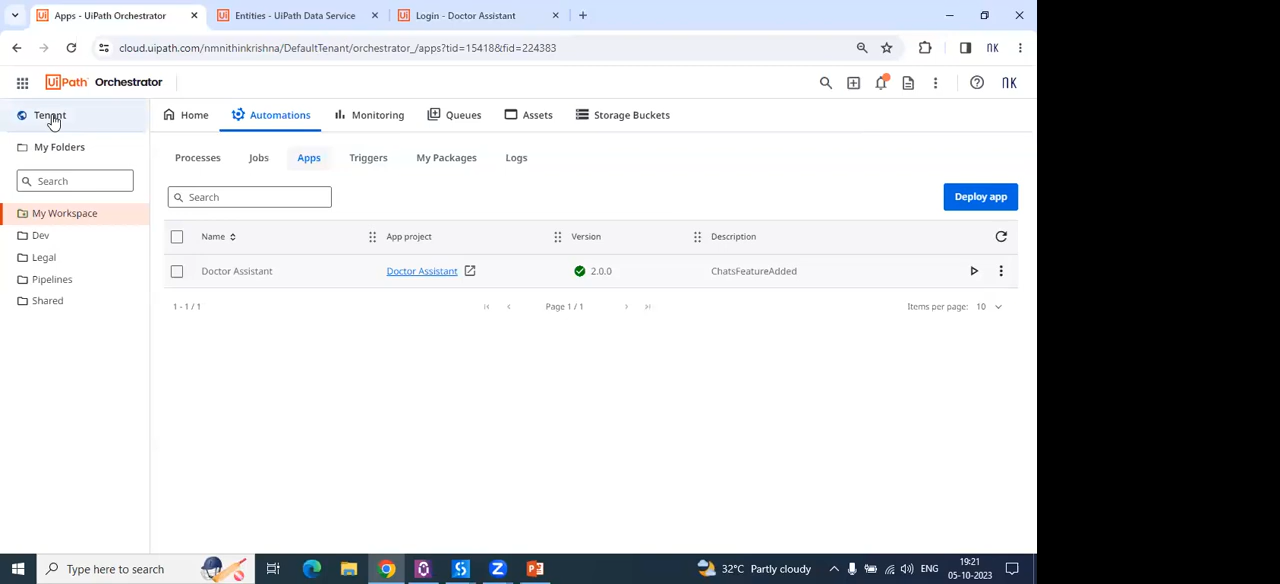 Apps - UiPath Orchestrator
Entities - UiPath Data Service
Login - Doctor Assistant
cloud.uipath.com/nmnithinkrishna/DefaultTenant/orchestrator_/apps?tid=15418&fid=224383
NK
UiPath Orchestrator
NK
Tenant
Home
Automations
Monitoring
Queues
Assets
Storage Buckets
My Folders
Search
My Workspace
Dev
Legal
Pipelines
Shared
Processes
Jobs
Apps
Triggers
My Packages
Logs
Search
Deploy app
Name
App project
Version
Description
Doctor Assistant
Doctor Assistant
2.0.0
ChatsFeatureAdded
1 - 1 / 1
Page 1 / 1
Items per page: 10
Type here to search
32°C Partly cloudy
ENG
19:21
05-10-2023